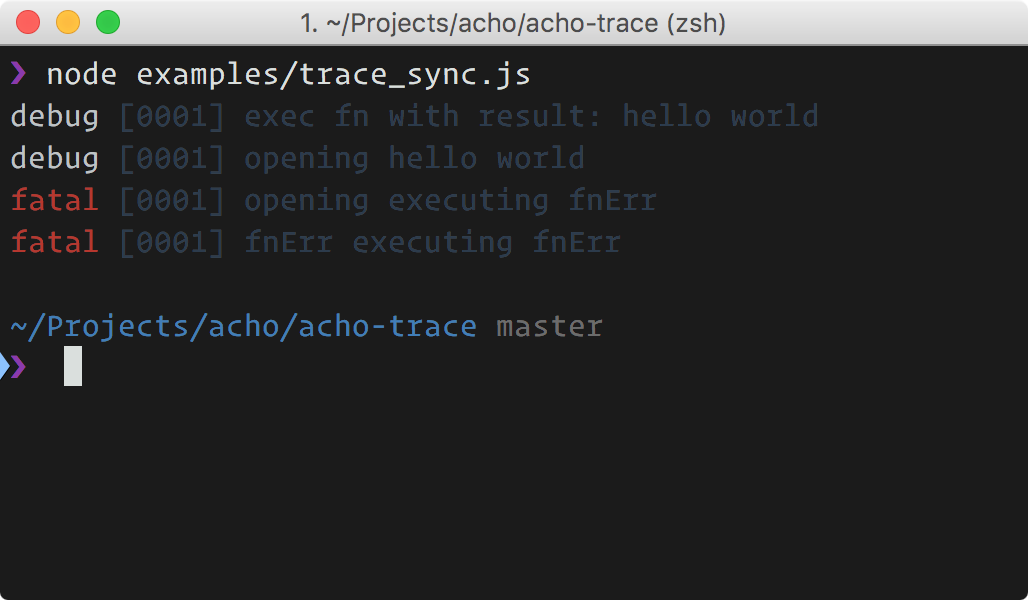 1. ~/Projects/acho/acho-trace (zsh)
❯ node examples/trace_sync.js
debug [0001] exec fn with result: hello world
debug [0001] opening hello world
fatal [0001] opening executing fnErr
fatal [0001] fnErr executing fnErr
~/Projects/acho/acho-trace master
❯